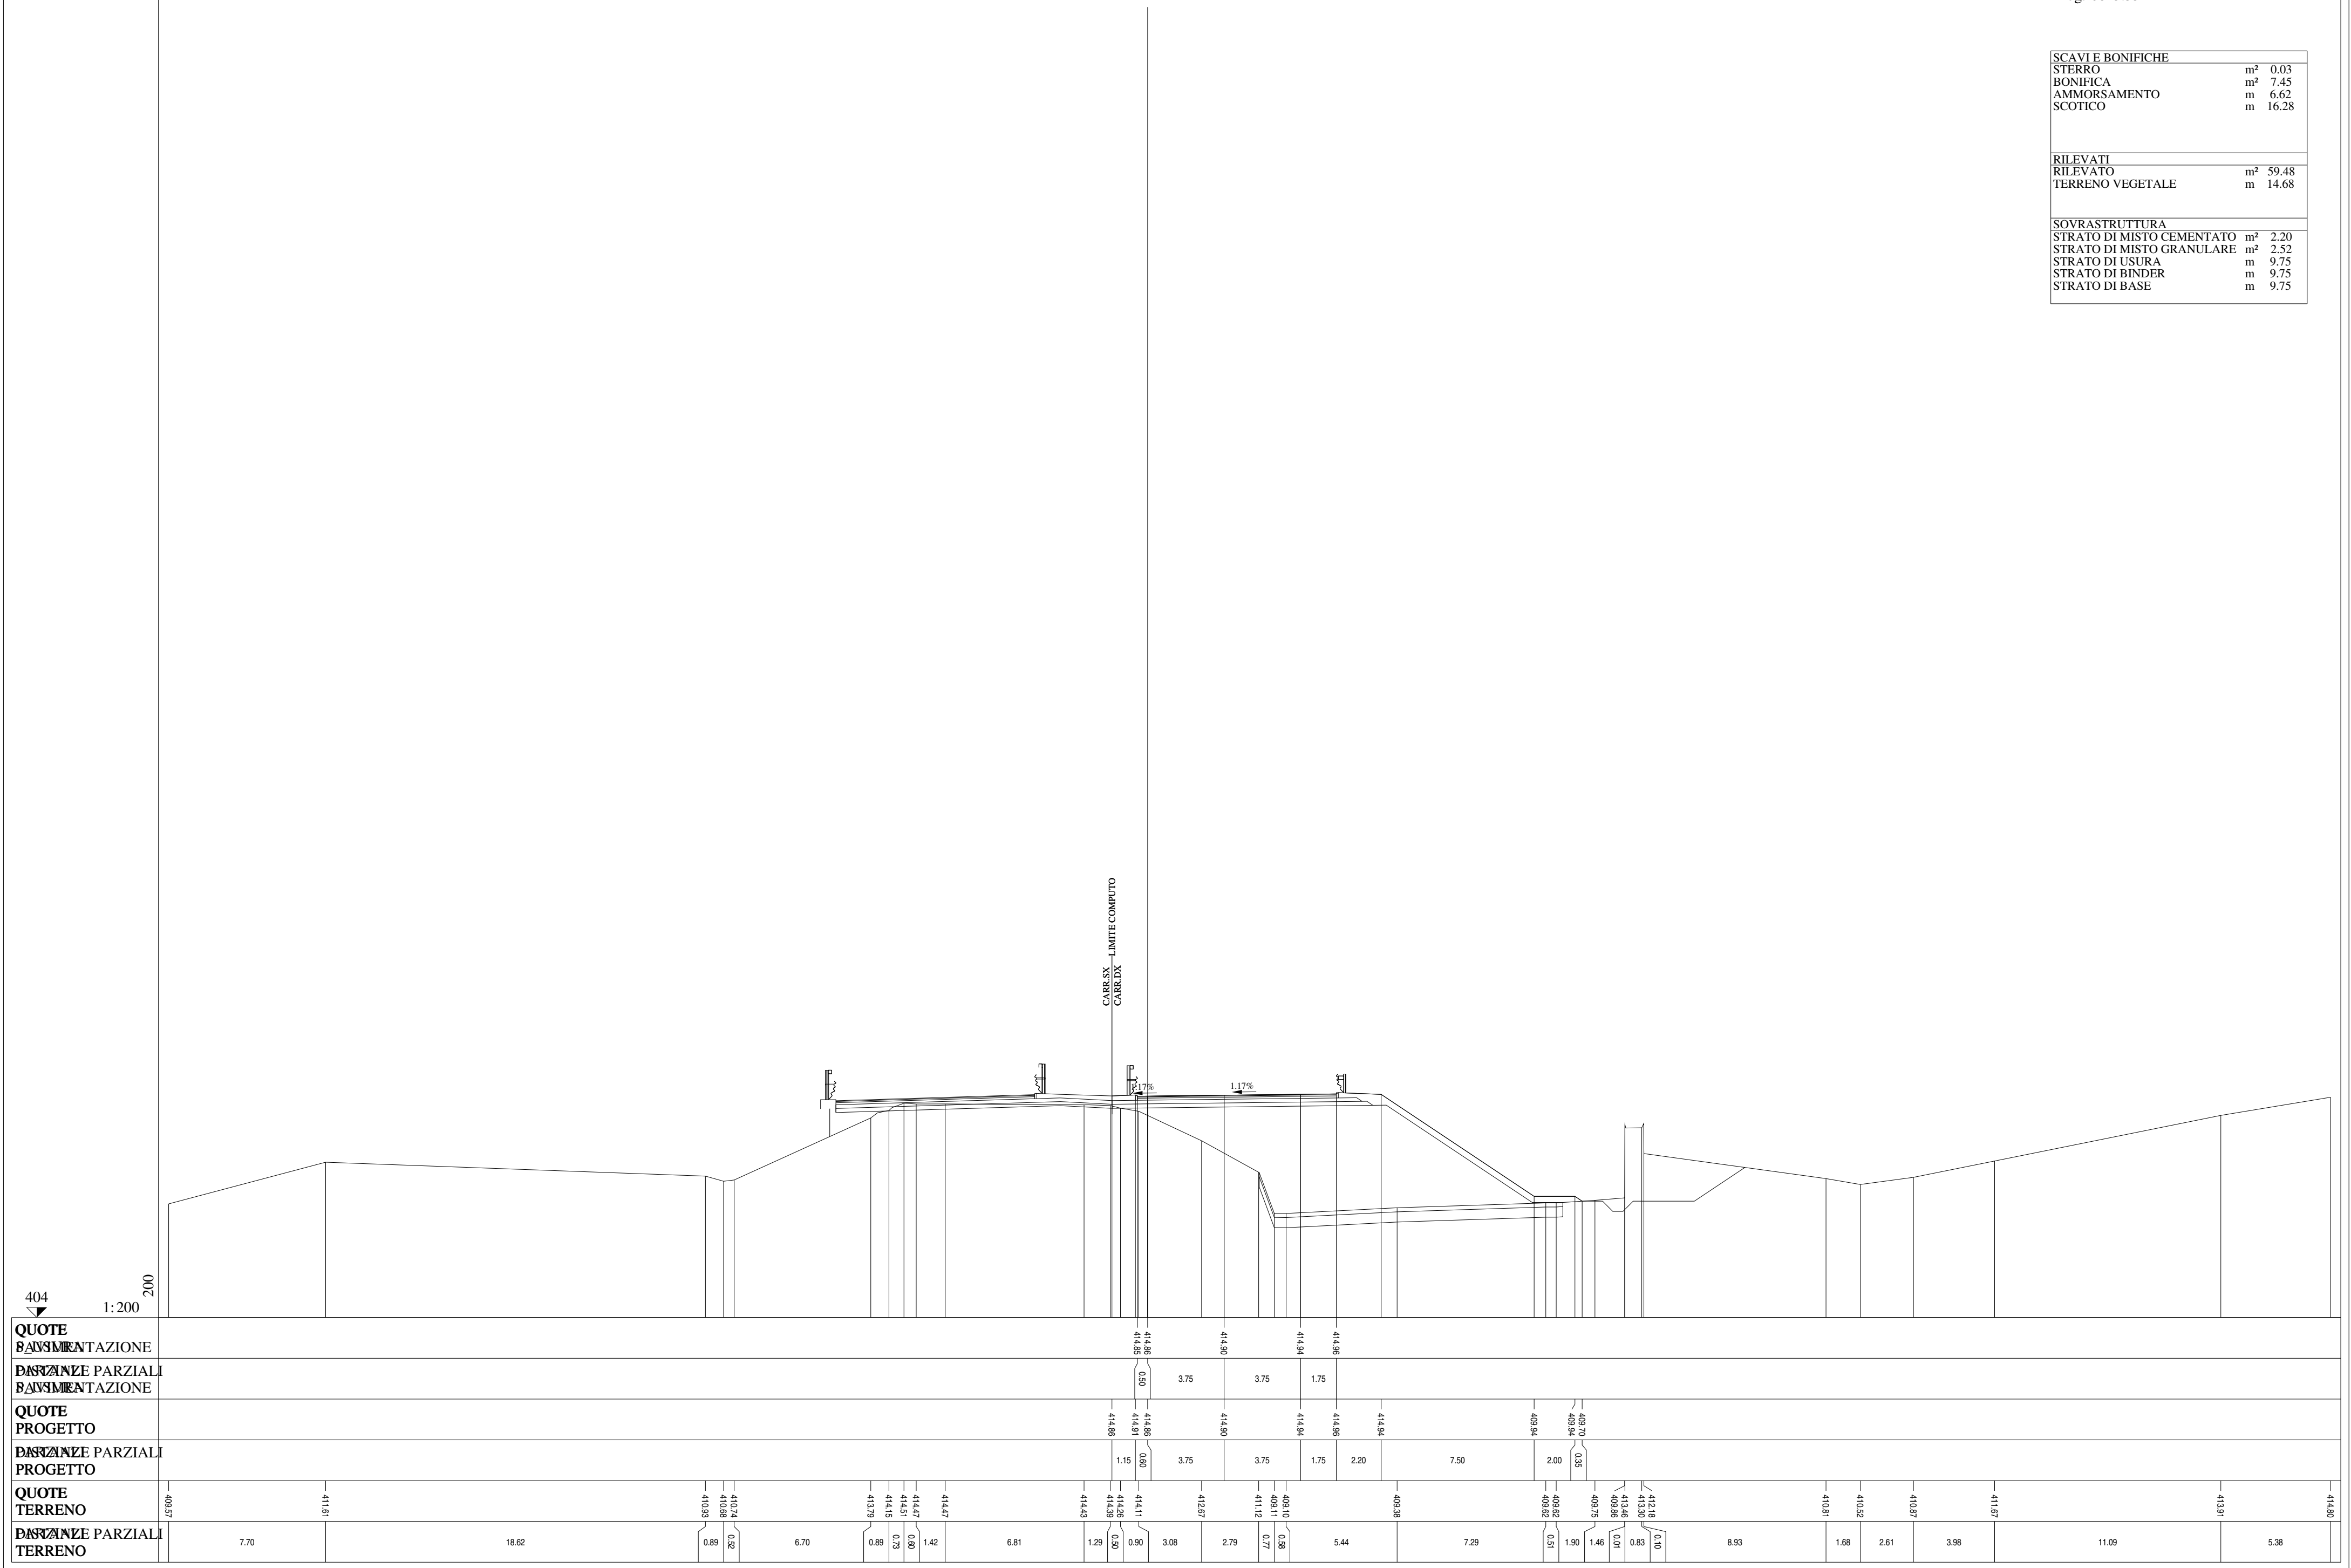 SCAVI E BONIFICHE
STERRO m² 0.03
BONIFICA m² 7.45
AMMORSAMENTO m 6.62
SCOTICO m 16.28
RILEVATI
RILEVATO m² 59.48
TERRENO VEGETALE m 14.68
SOVRASTRUTTURA
STRATO DI MISTO CEMENTATO m² 2.20
STRATO DI MISTO GRANULARE m² 2.52
STRATO DI USURA m 9.75
STRATO DI BINDER m 9.75
STRATO DI BASE m 9.75
LIMITE COMPUTO
CARR.SX
CARR.DX
1.17%
1.17%
200
404
1:200
QUOTE
PAVIMENTAZIONE
414.85 414.86 414.90 414.94 414.96
PARZIALI
PAVIMENTAZIONE
0.50 3.75 3.75 1.75
QUOTE
PROGETTO
414.86 414.91 414.86 414.90 414.94 414.96 414.94 409.94 409.94 409.70
PARZIALI
PROGETTO
1.15 0.60 3.75 3.75 1.75 2.20 7.50 2.00 0.35
QUOTE
TERRENO
409.57 411.61 410.93 410.68 410.74 413.79 414.15 414.51 414.47 414.47 414.43 414.39 414.26 414.11 412.67 411.12 409.11 409.10 409.38 409.62 409.62 409.75 409.86 413.46 413.30 412.18 410.81 410.52 410.87 411.67 413.91 414.80
PARZIALI
TERRENO
7.70 18.62 0.89 0.52 6.70 0.89 0.73 0.60 1.42 6.81 1.29 0.50 0.90 3.08 2.79 0.77 0.58 5.44 7.29 0.51 1.90 1.46 0.01 0.83 0.10 8.93 1.68 2.61 3.98 11.09 5.38